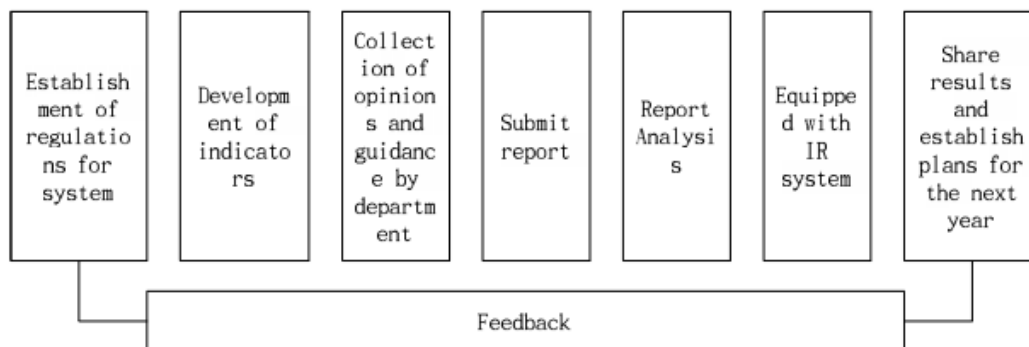 Establish
ment of
regulatio
ns for
system
Developm
ent of
indicato
rs
Collect
ion of
opinion
s and
guidanc
e by
departm
ent
Submit
report
Report
Analysi
s
Equippe
d with
IR
system
Share
results
and
establish
plans for
the next
year
Feedback